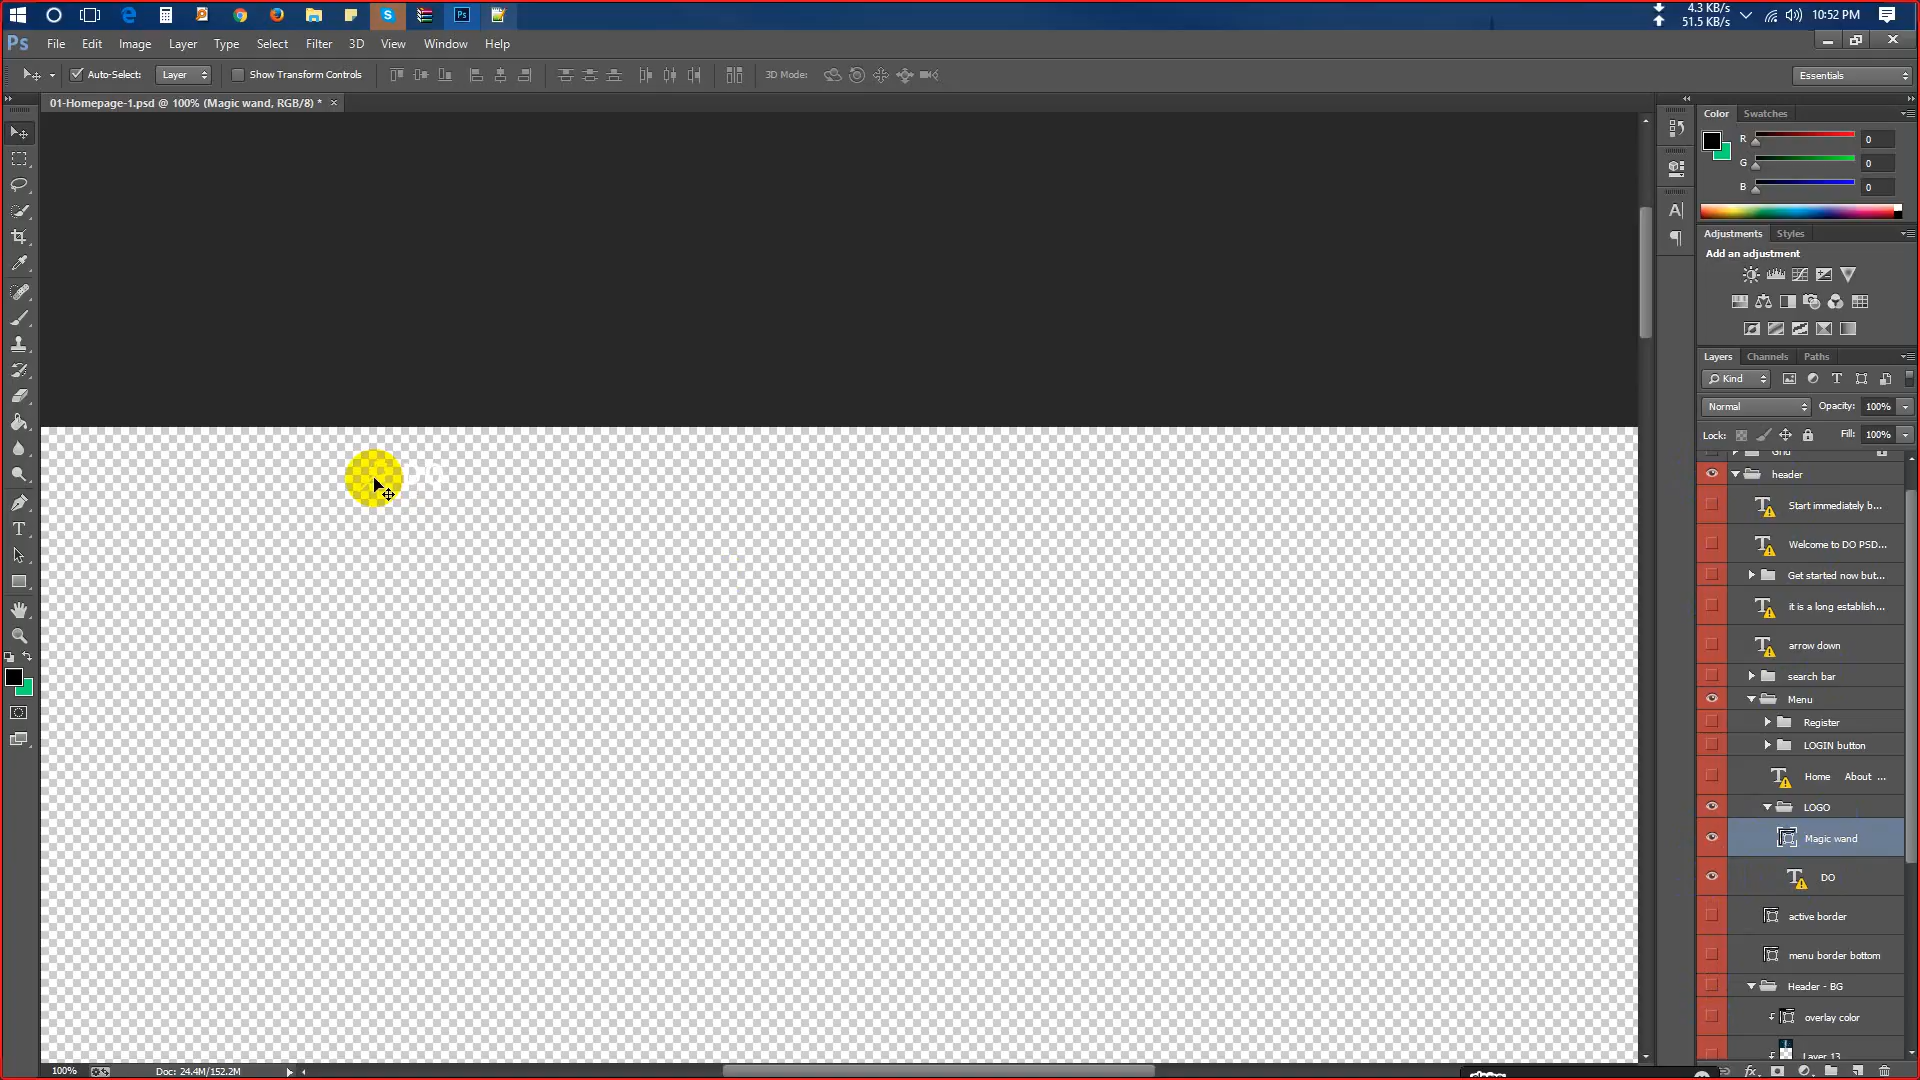 4.3 KB/s
51.5 KB/s
10:52 PM
Ps
File Edit Image Layer Type Select Filter 3D View Window Help
Auto-Select: Layer Show Transform Controls 3D Mode: Essentials
01-Homepage-1.psd @ 100% (Magic wand, RGB/8) * ×
Color Swatches
R 0
G 0
B 0
Adjustments Styles
Add an adjustment
Layers Channels Paths
Kind
Normal Opacity: 100%
Lock: Fill: 100%
Grid
header
Start immediately b...
Welcome to DO PSD...
Get started now but...
it is a long establish...
arrow down
search bar
Menu
Register
LOGIN button
Home About ...
LOGO
Magic wand
DO
active border
menu border bottom
Header - BG
overlay color
Layer 13
100% Doc: 24.4M/152.2M